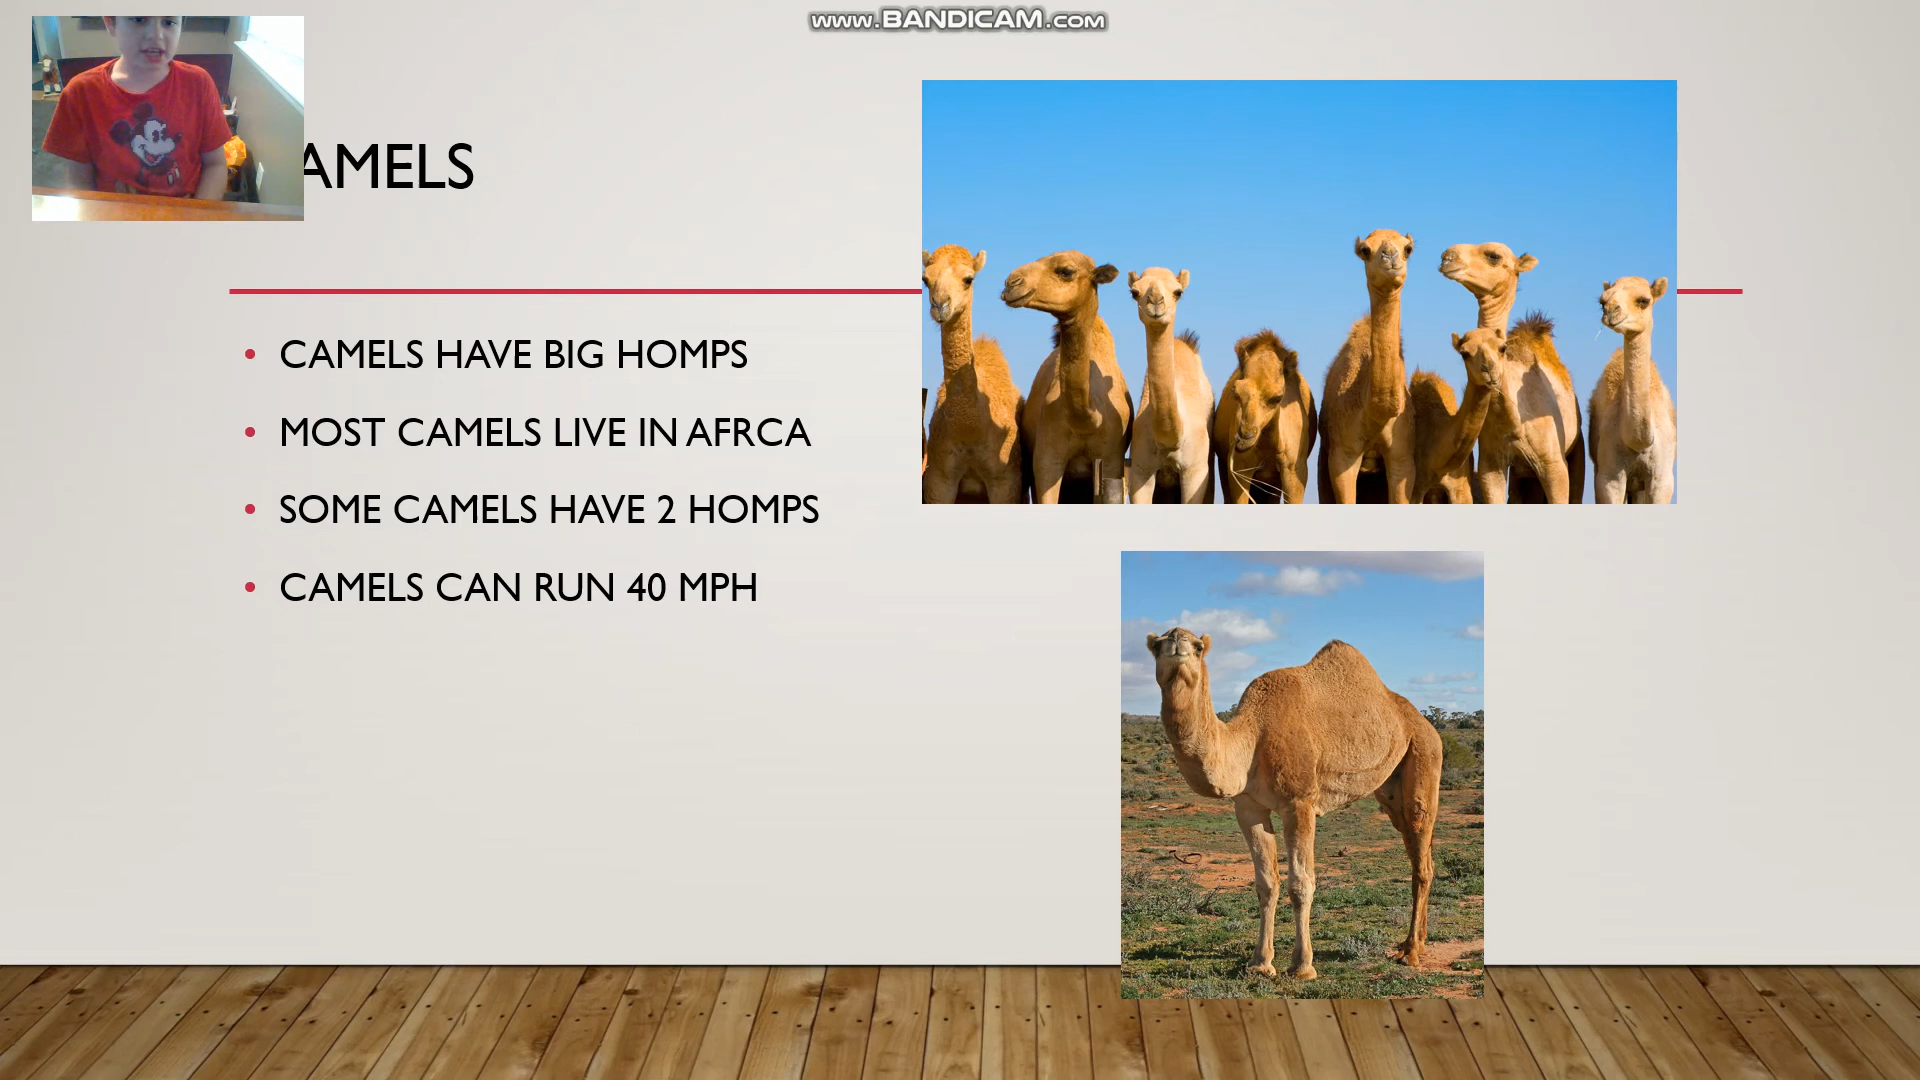 www.BANDICAM.com
AMELS
• CAMELS HAVE BIG HOMPS
• MOST CAMELS LIVE IN AFRCA
• SOME CAMELS HAVE 2 HOMPS
• CAMELS CAN RUN 40 MPH